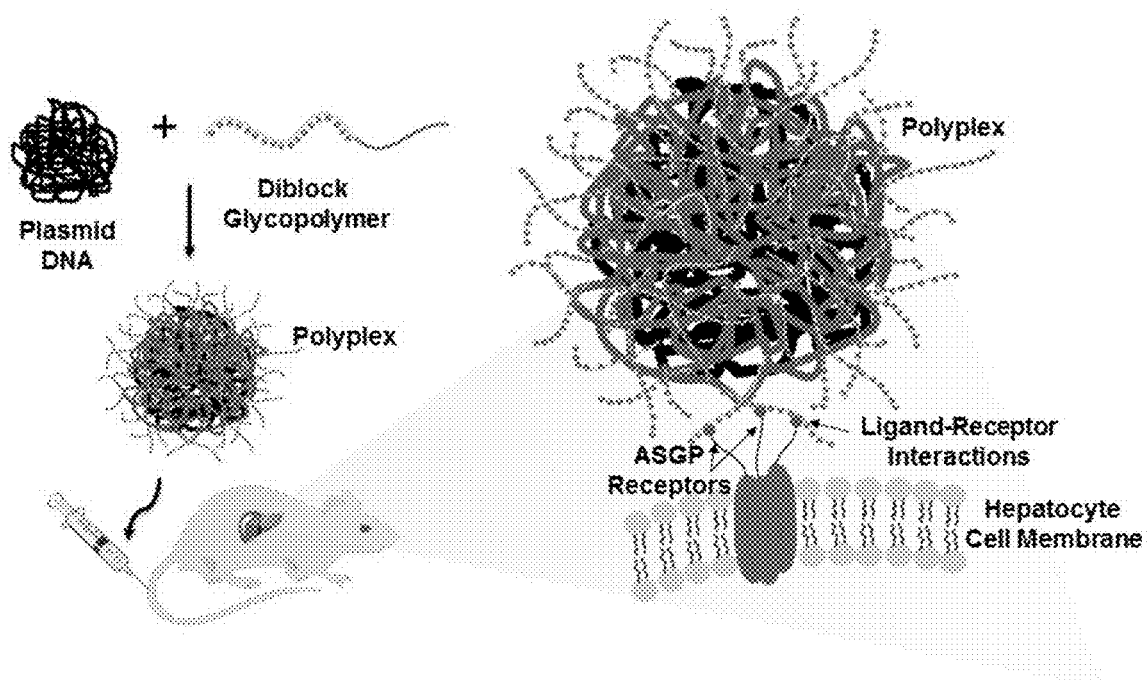 +
Plasmid
DNA
Diblock
Glycopolymer
Polyplex
Polyplex
ASGP
Receptors
Ligand-Receptor
Interactions
Hepatocyte
Cell Membrane